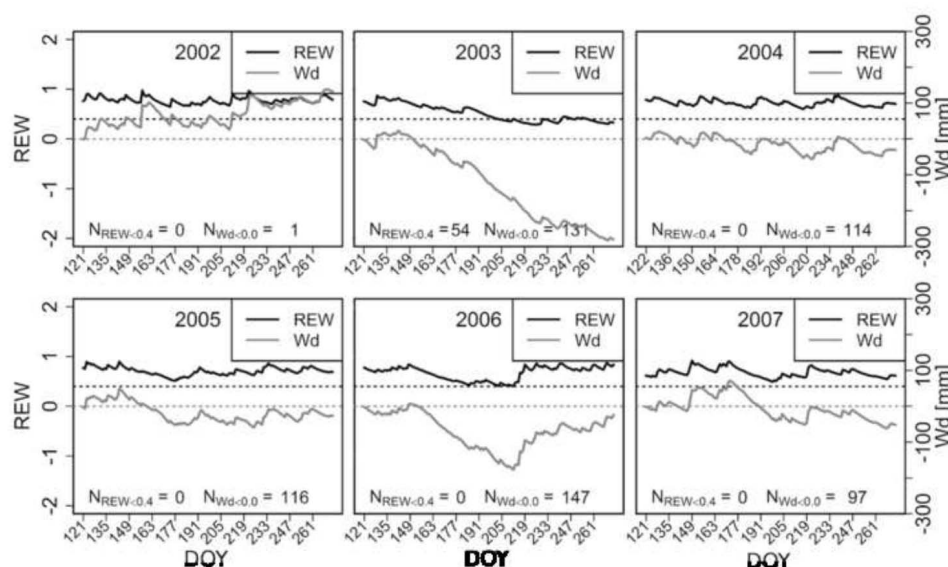 2002 REW Wd
2003 REW Wd
2004 REW Wd
REW 2 1 0 -1 -2
300 100 -100 -300 Wd [mm]
N_REW<0.4 = 0 N_Wd<0.0 = 1
N_REW<0.4 = 54 N_Wd<0.0 = 131
N_REW<0.4 = 0 N_Wd<0.0 = 114
121 135 149 163 177 191 205 219 233 247 261
121 135 149 163 177 191 205 219 233 247 261
122 136 150 164 178 192 206 220 234 248 262
2005 REW Wd
2006 REW Wd
2007 REW Wd
REW 2 1 0 -1 -2
300 100 -100 -300 Wd [mm]
N_REW<0.4 = 0 N_Wd<0.0 = 116
N_REW<0.4 = 0 N_Wd<0.0 = 147
N_REW<0.4 = 0 N_Wd<0.0 = 97
121 135 149 163 177 191 205 219 233 247 261
121 135 149 163 177 191 205 219 233 247 261
121 135 149 163 177 191 205 219 233 247 261
DOY DOY DOY